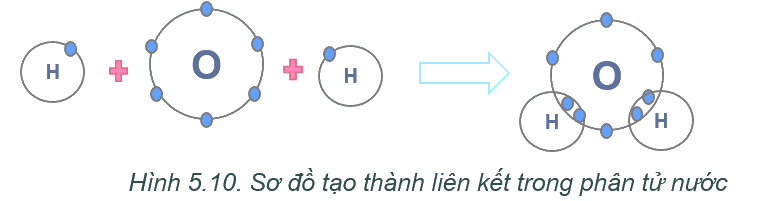 H + O + H O
H H
Hình 5.10. Sơ đồ tạo thành liên kết trong phân tử nước